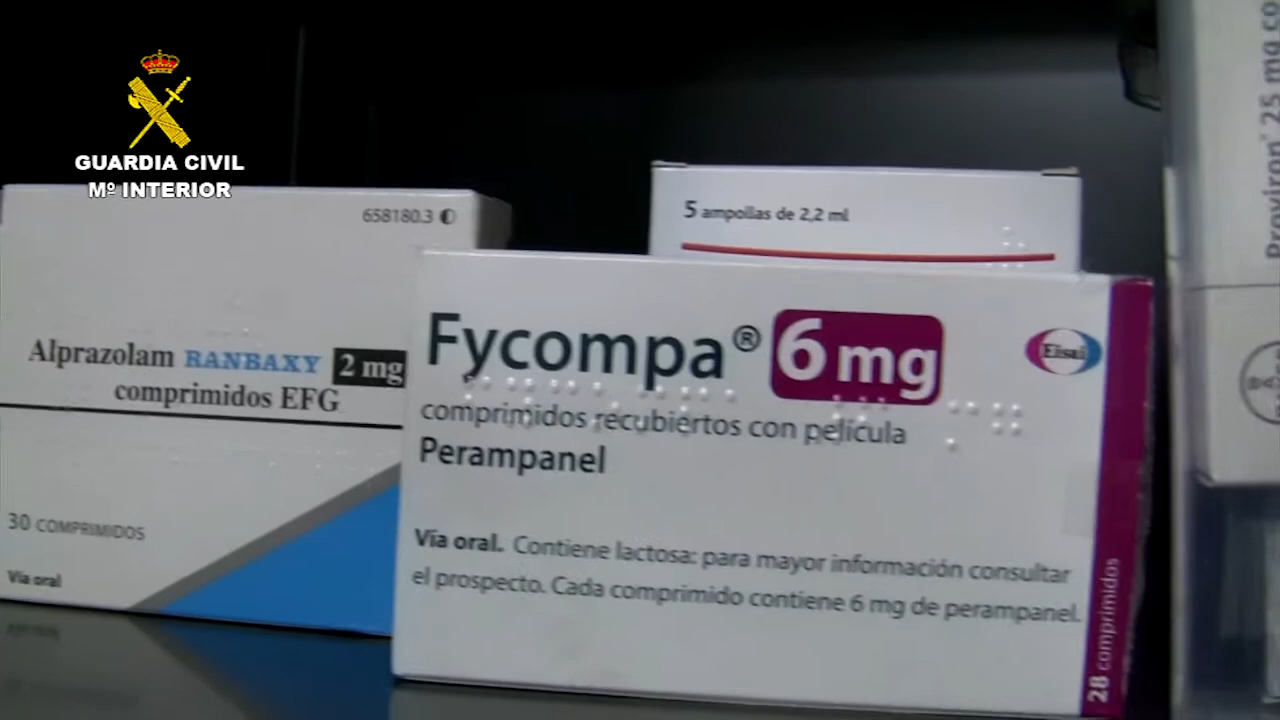 GUARDIA CIVIL
Mº INTERIOR
658180.3
Alprazolam RANBAXY 2 mg
comprimidos EFG
30 COMPRIMIDOS
Vía oral
5 ampollas de 2,2 ml
Fycompa® 6 mg
Eisai
comprimidos recubiertos con película
Perampanel
Vía oral. Contiene lactosa: para mayor información consultar
el prospecto. Cada comprimido contiene 6 mg de perampanel.
28 comprimidos
Proviron® 25 mg co